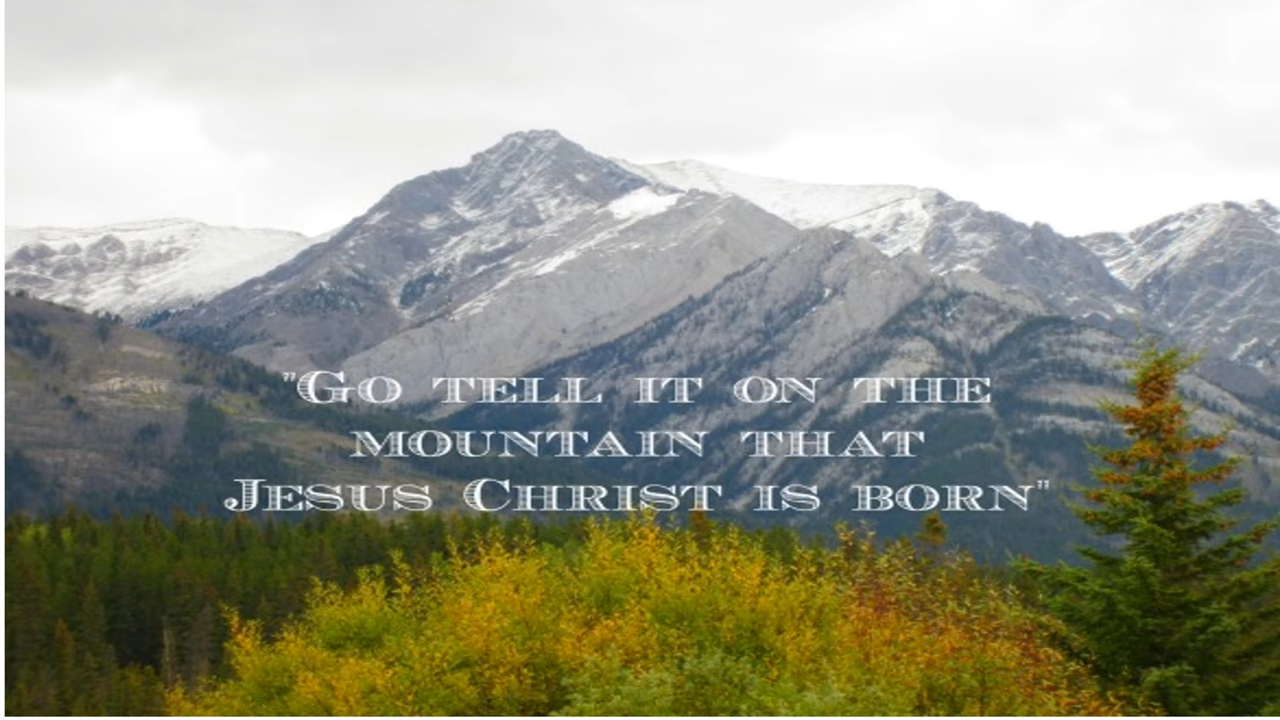 "Go tell it on the
mountain that
Jesus Christ is born"